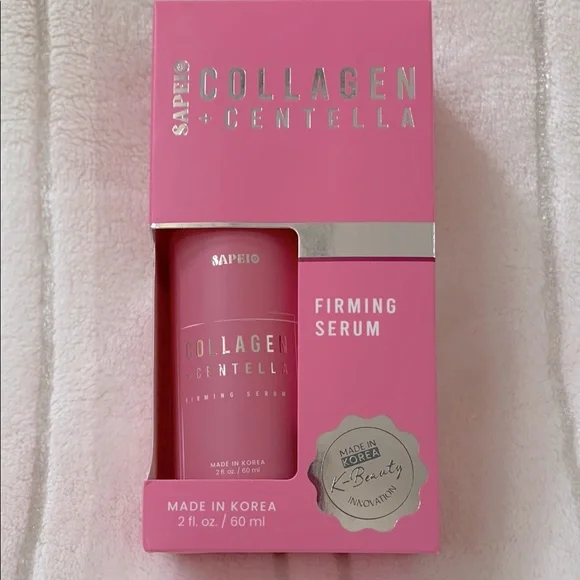 SAPEIO
COLLAGEN
+ CENTELLA
SAPEIO
COLLAGEN
+ CENTELLA
FIRMING SERUM
MADE IN KOREA
2 fl. oz. / 60 ml
FIRMING
SERUM
MADE IN
KOREA
K-Beauty
INNOVATION
MADE IN KOREA
2 fl. oz. / 60 ml